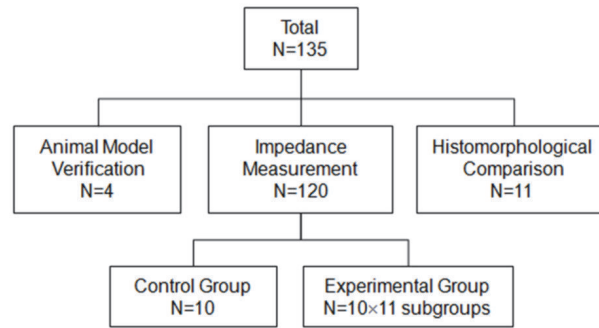 Total
N=135
Animal Model
Verification
N=4
Impedance
Measurement
N=120
Histomorphological
Comparison
N=11
Control Group
N=10
Experimental Group
N=10×11 subgroups